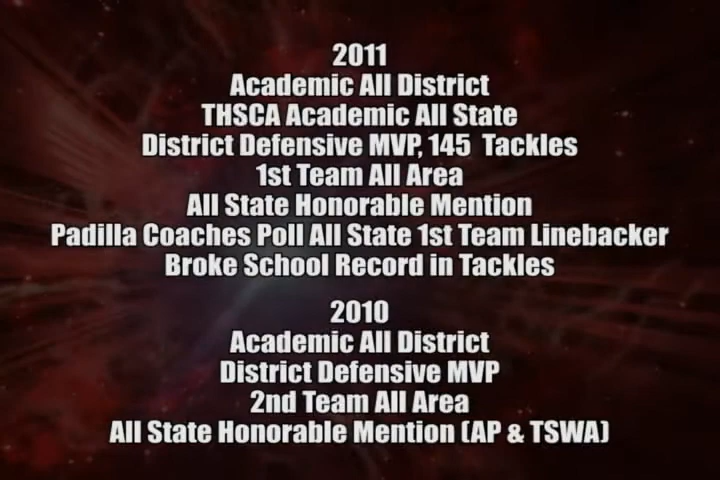 2011
Academic All District
THSCA Academic All State
District Defensive MVP, 145 Tackles
1st Team All Area
All State Honorable Mention
Padilla Coaches Poll All State 1st Team Linebacker
Broke School Record in Tackles
2010
Academic All District
District Defensive MVP
2nd Team All Area
All State Honorable Mention (AP & TSWA)